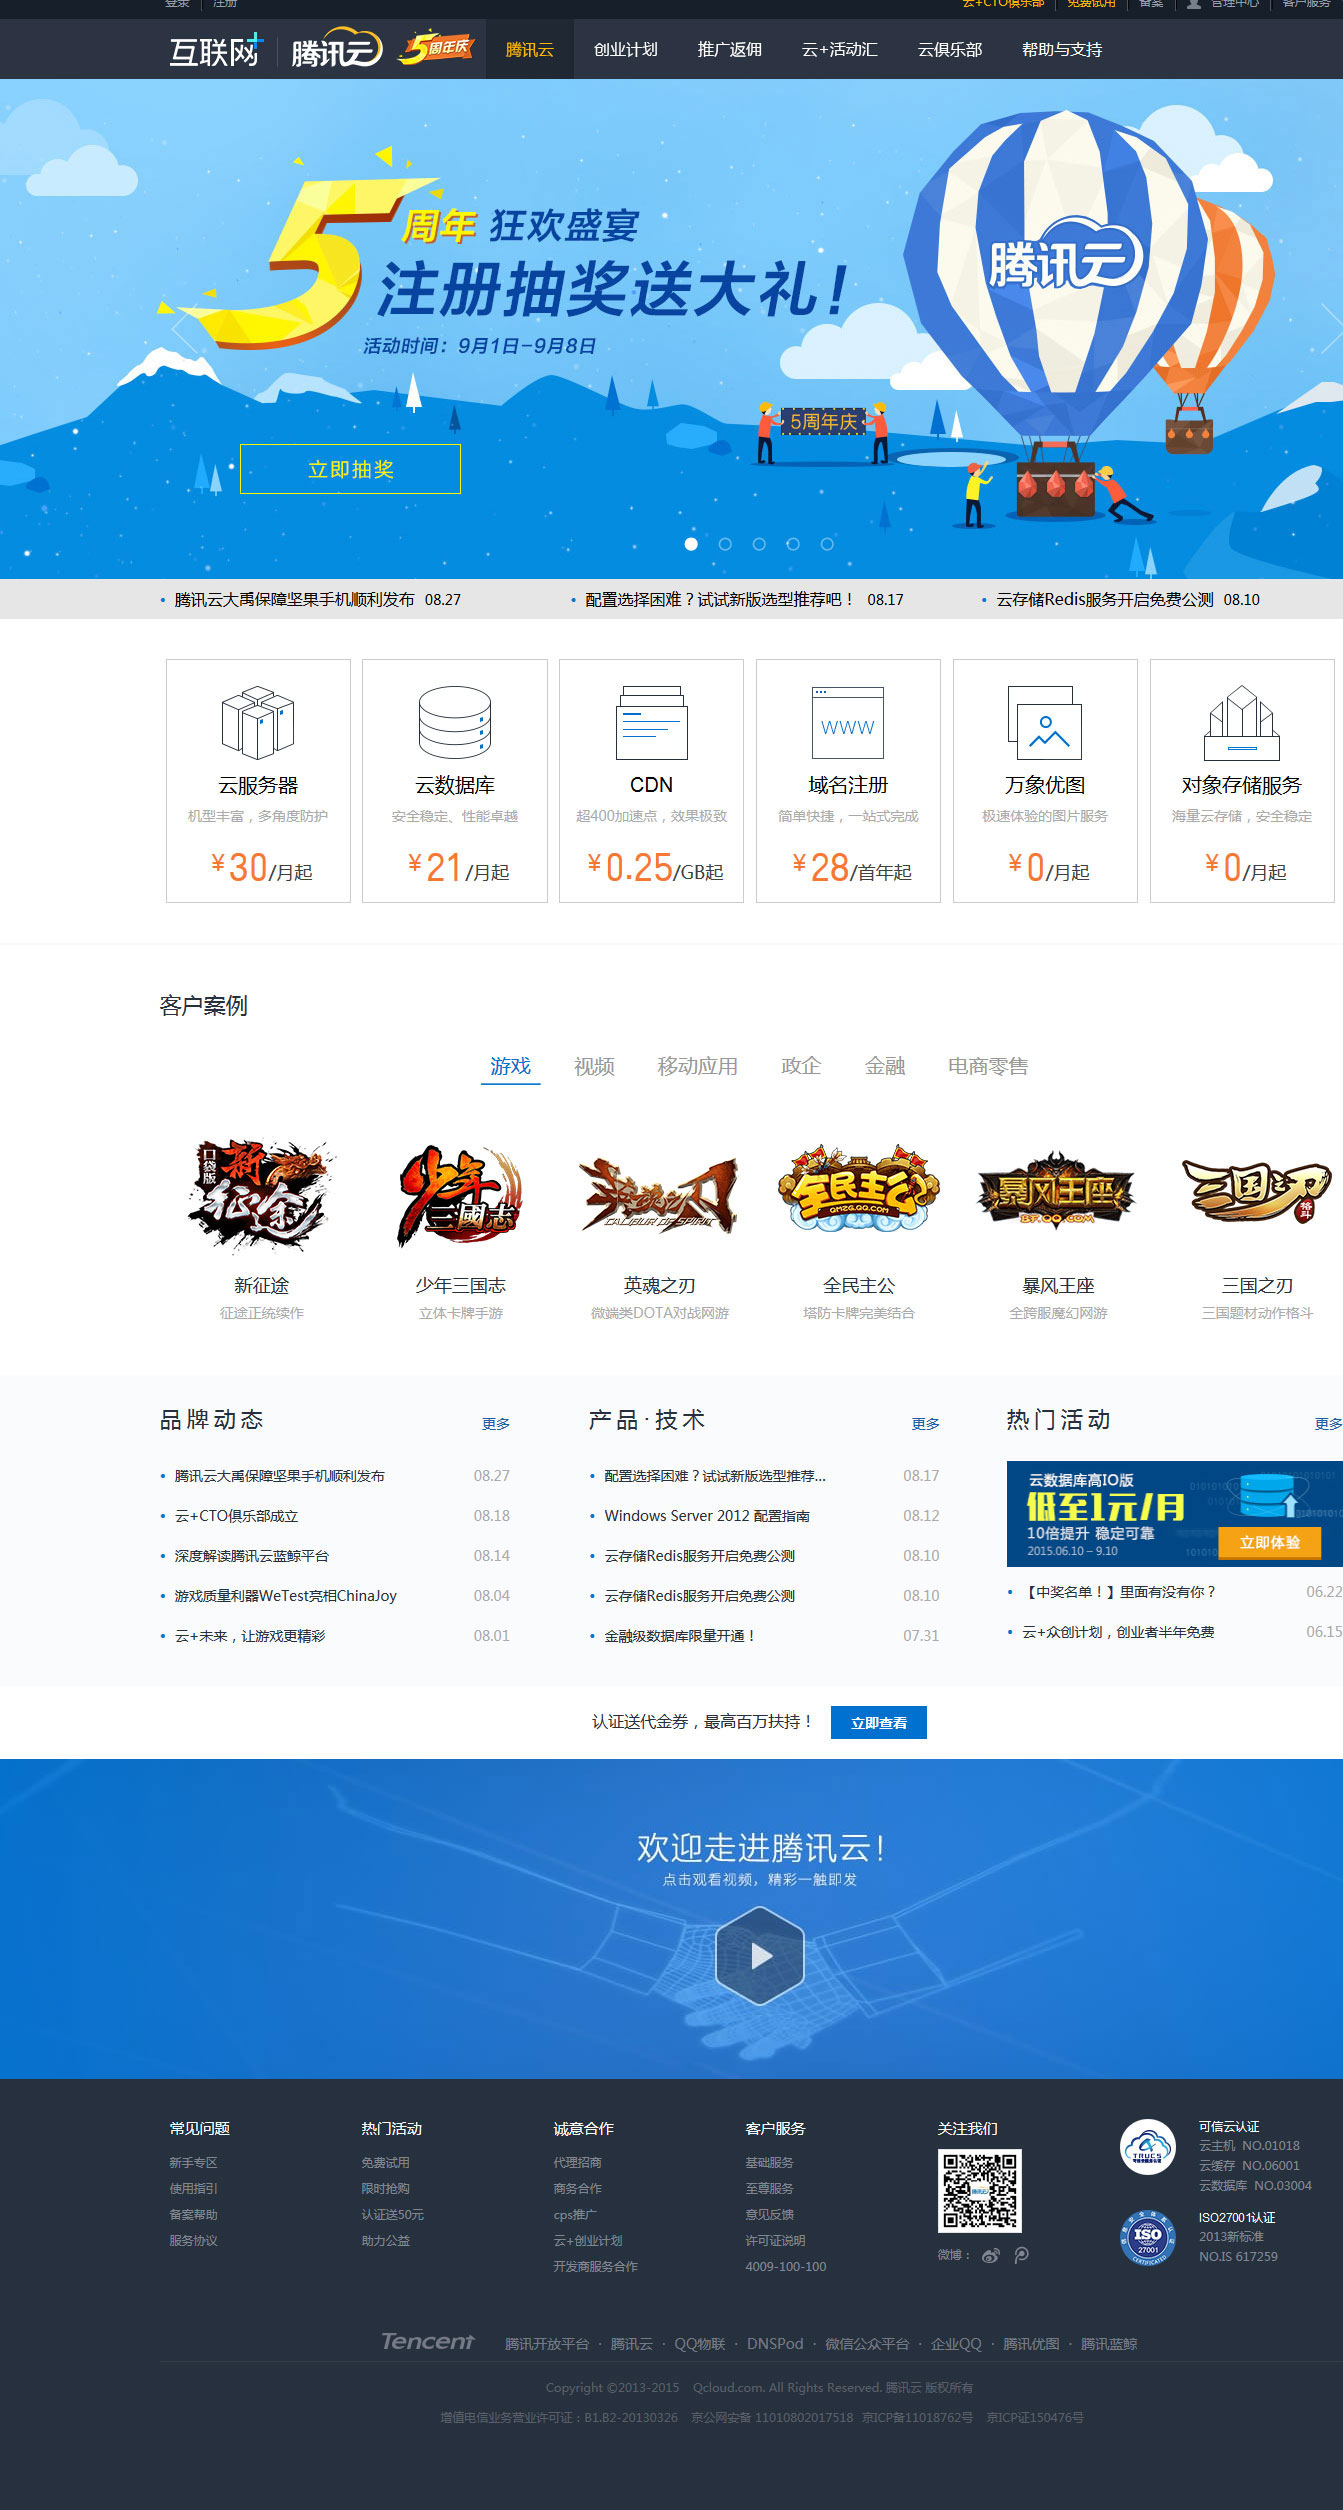 登录 注册 云+CTO俱乐部 免费试用 备案 管理中心 客户服务
互联网+ 腾讯云 5周年庆 腾讯云 创业计划 推广返佣 云+活动汇 云俱乐部 帮助与支持
5周年 狂欢盛宴
注册抽奖送大礼!
活动时间：9月1日-9月8日
腾讯云
5周年庆
立即抽奖
• 腾讯云大禹保障坚果手机顺利发布 08.27 • 配置选择困难？试试新版选型推荐吧！ 08.17 • 云存储Redis服务开启免费公测 08.10
WWW
云服务器 云数据库 CDN 域名注册 万象优图 对象存储服务
机型丰富，多角度防护 安全稳定、性能卓越 超400加速点，效果极致 简单快捷，一站式完成 极速体验的图片服务 海量云存储，安全稳定
¥30/月起 ¥21/月起 ¥0.25/GB起 ¥28/首年起 ¥0/月起 ¥0/月起
客户案例
游戏 视频 移动应用 政企 金融 电商零售
口袋版 新征途 少年三國志 英魂之刃 CALIBUR OF SPIRIT 全民主公 QMZG.QQ.COM 暴风王座 BF.QQ.COM 三国之刃 格斗
新征途 少年三国志 英魂之刃 全民主公 暴风王座 三国之刃
征途正统续作 立体卡牌手游 微端类DOTA对战网游 塔防卡牌完美结合 全跨服魔幻网游 三国题材动作格斗
品牌动态 更多
• 腾讯云大禹保障坚果手机顺利发布 08.27
• 云+CTO俱乐部成立 08.18
• 深度解读腾讯云蓝鲸平台 08.14
• 游戏质量利器WeTest亮相ChinaJoy 08.04
• 云+未来，让游戏更精彩 08.01
产品·技术 更多
• 配置选择困难？试试新版选型推荐... 08.17
• Windows Server 2012 配置指南 08.12
• 云存储Redis服务开启免费公测 08.10
• 云存储Redis服务开启免费公测 08.10
• 金融级数据库限量开通！ 07.31
热门活动 更多
云数据库高IO版
低至1元/月
10倍提升 稳定可靠
2015.06.10 – 9.10
立即体验
• 【中奖名单！】里面有没有你？ 06.22
• 云+众创计划，创业者半年免费 06.15
认证送代金券，最高百万扶持！ 立即查看
欢迎走进腾讯云!
点击观看视频，精彩一触即发
常见问题
新手专区
使用指引
备案帮助
服务协议
热门活动
免费试用
限时抢购
认证送50元
助力公益
诚意合作
代理招商
商务合作
cps推广
云+创业计划
开发商服务合作
客户服务
基础服务
至尊服务
意见反馈
许可证说明
4009-100-100
关注我们
微博：
TRUCS
可信云认证
云主机 NO.01018
云缓存 NO.06001
云数据库 NO.03004
ISO
27001
CERTIFICATED
ISO27001认证
2013新标准
NO.IS 617259
Tencent 腾讯开放平台 · 腾讯云 · QQ物联 · DNSPod · 微信公众平台 · 企业QQ · 腾讯优图 · 腾讯蓝鲸
Copyright ©2013-2015 Qcloud.com. All Rights Reserved. 腾讯云 版权所有
增值电信业务营业许可证：B1.B2-20130326 京公网安备 11010802017518 京ICP备11018762号 京ICP证150476号